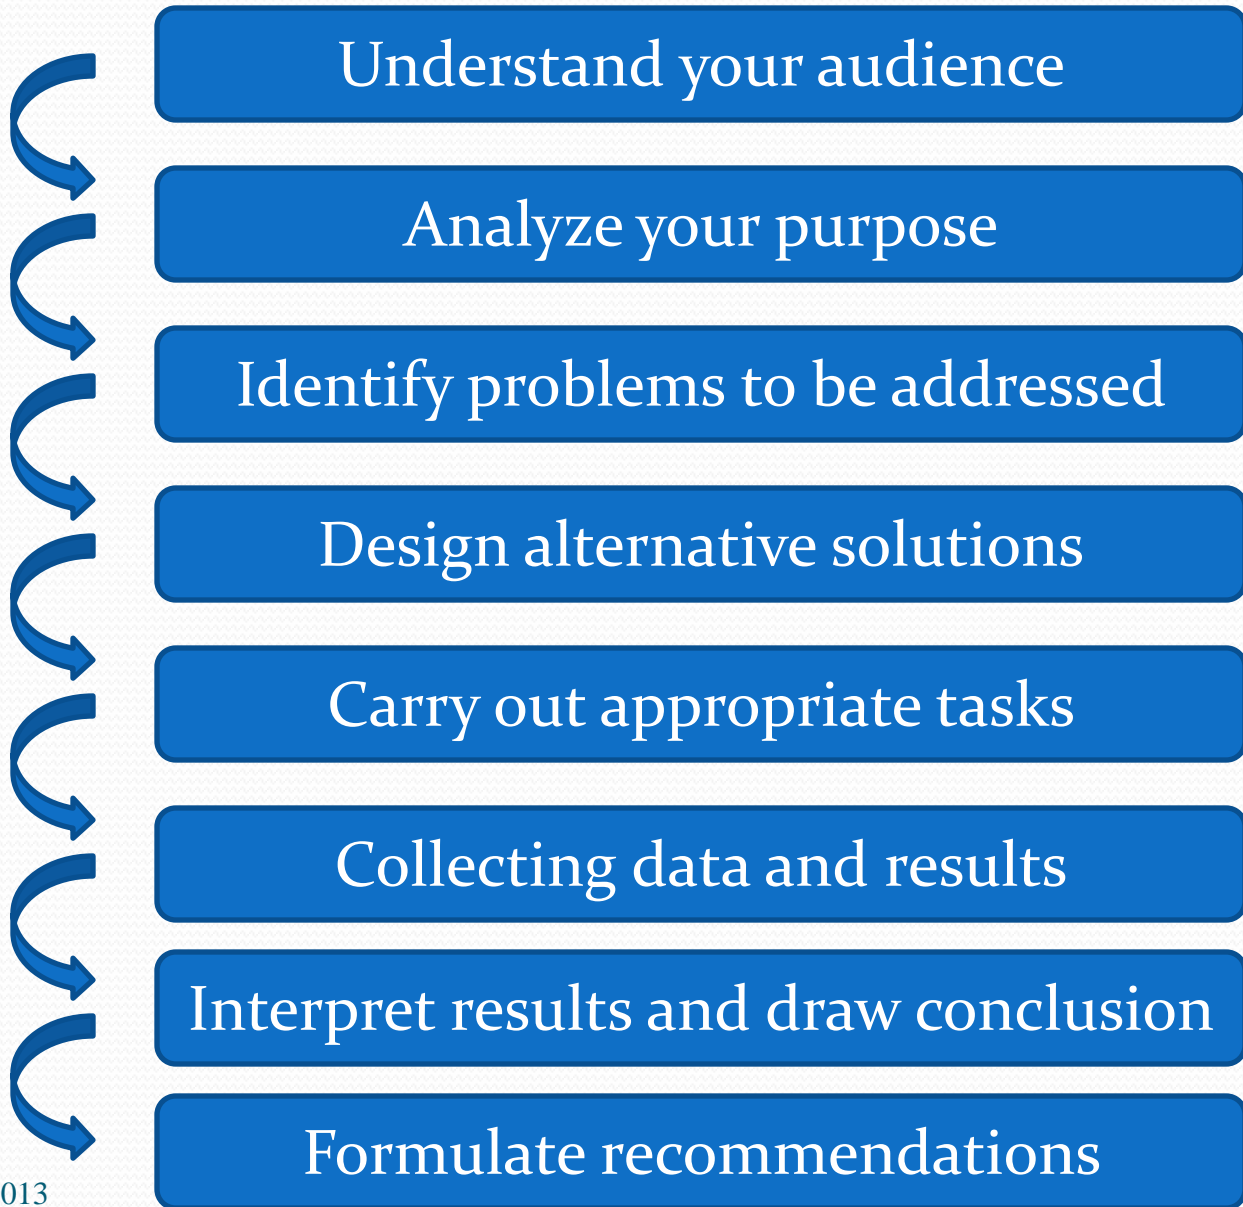 Understand your audience
Analyze your purpose
Identify problems to be addressed
Design alternative solutions
Carry out appropriate tasks
Collecting data and results
Interpret results and draw conclusion
Formulate recommendations
013